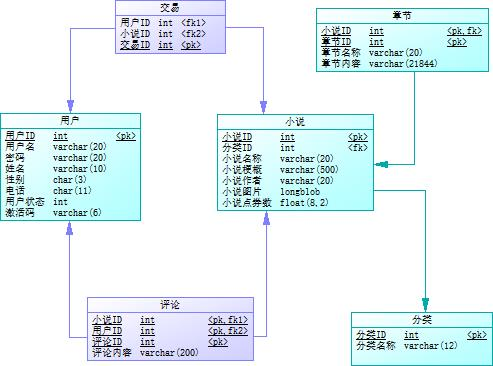 交易
用户ID int <fk1>
小说ID int <fk2>
交易ID int <pk>
章节
小说ID int <pk,fk>
章节ID int <pk>
章节名称 varchar(20)
章节内容 varchar(21844)
用户
用户ID int <pk>
用户名 varchar(20)
密码 varchar(20)
姓名 varchar(10)
性别 char(3)
电话 char(11)
用户状态 int
激活码 varchar(6)
小说
小说ID int <pk>
分类ID int <fk>
小说名称 varchar(20)
小说梗概 varchar(500)
小说作者 varchar(20)
小说图片 longblob
小说点券数 float(8,2)
评论
小说ID int <pk,fk1>
用户ID int <pk,fk2>
评论ID int <pk>
评论内容 varchar(200)
分类
分类ID int <pk>
分类名称 varchar(12)